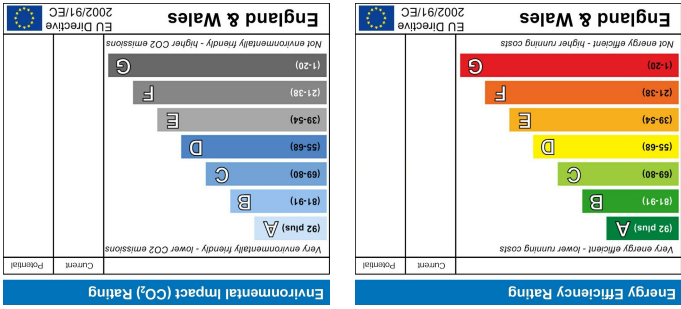 Energy Efficiency Rating
Current
Potential
Very energy efficient - lower running costs
(92 plus) A
(81-91) B
(69-80) C
(55-68) D
(39-54) E
(21-38) F
(1-20) G
Not energy efficient - higher running costs
England & Wales
EU Directive
2002/91/EC
Environmental Impact (CO₂) Rating
Current
Potential
Very environmentally friendly - lower CO2 emissions
(92 plus) A
(81-91) B
(69-80) C
(55-68) D
(39-54) E
(21-38) F
(1-20) G
Not environmentally friendly - higher CO2 emissions
England & Wales
EU Directive
2002/91/EC